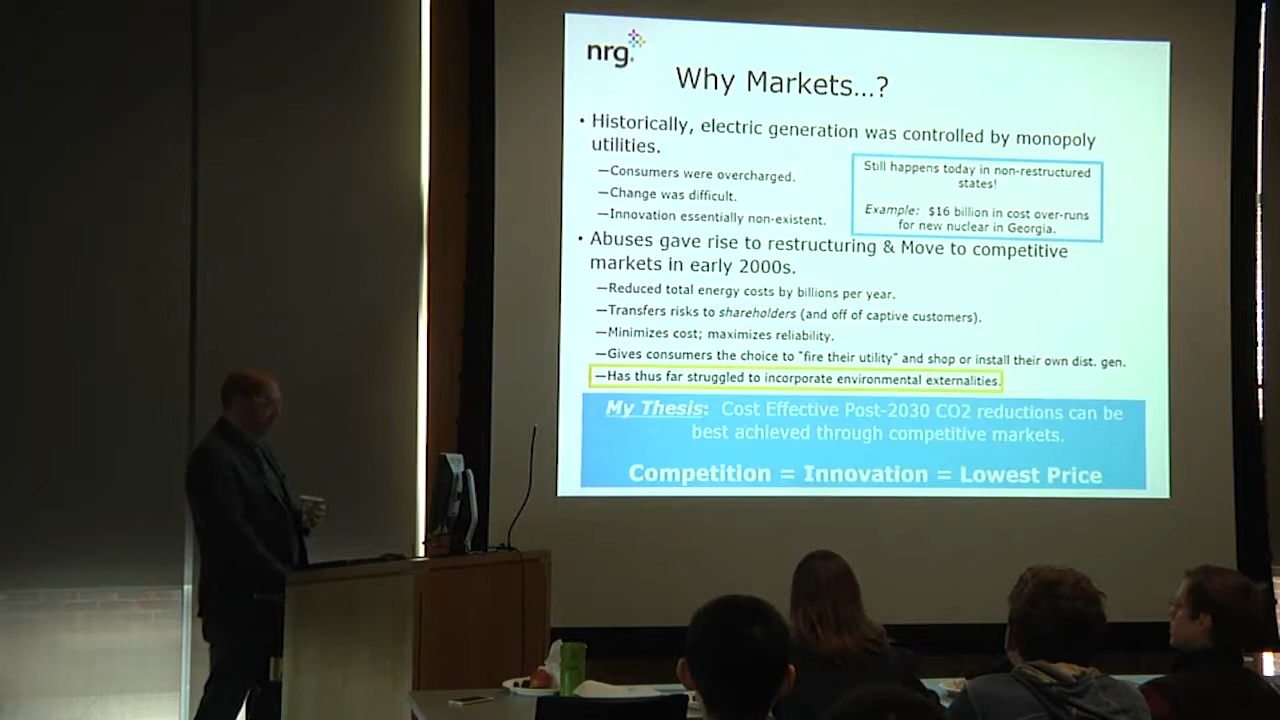 nrg
Why Markets...?
• Historically, electric generation was controlled by monopoly
utilities.
—Consumers were overcharged.
—Change was difficult.
—Innovation essentially non-existent.
Still happens today in non-restructured
states!
Example: $16 billion in cost over-runs
for new nuclear in Georgia.
• Abuses gave rise to restructuring & Move to competitive
markets in early 2000s.
—Reduced total energy costs by billions per year.
—Transfers risks to shareholders (and off of captive customers).
—Minimizes cost; maximizes reliability.
—Gives consumers the choice to "fire their utility" and shop or install their own dist. gen.
—Has thus far struggled to incorporate environmental externalities.
My Thesis: Cost Effective Post-2030 CO2 reductions can be
best achieved through competitive markets.
Competition = Innovation = Lowest Price